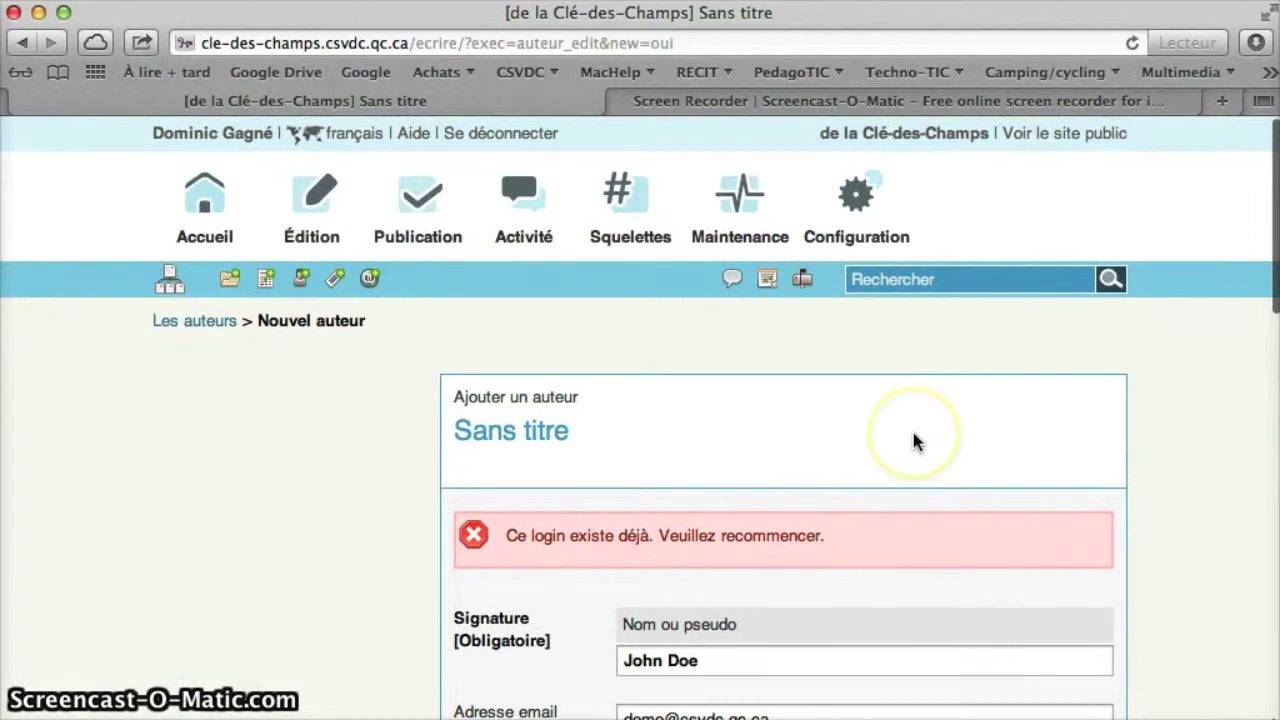 [de la Clé-des-Champs] Sans titre
cle-des-champs.csvdc.qc.ca/ecrire/?exec=auteur_edit&new=oui
Lecteur
À lire + tard Google Drive Google Achats CSVDC MacHelp RECIT PedagoTIC Techno-TIC Camping/cycling Multimedia
[de la Clé-des-Champs] Sans titre
Screen Recorder | Screencast-O-Matic - Free online screen recorder for i...
Dominic Gagné | français | Aide | Se déconnecter
de la Clé-des-Champs | Voir le site public
Accueil Édition Publication Activité Squelettes Maintenance Configuration
Rechercher
Les auteurs > Nouvel auteur
Ajouter un auteur
Sans titre
Ce login existe déjà. Veuillez recommencer.
Signature
[Obligatoire]
Nom ou pseudo
John Doe
Adresse email
demo@csvdc.qc.ca
Screencast-O-Matic.com